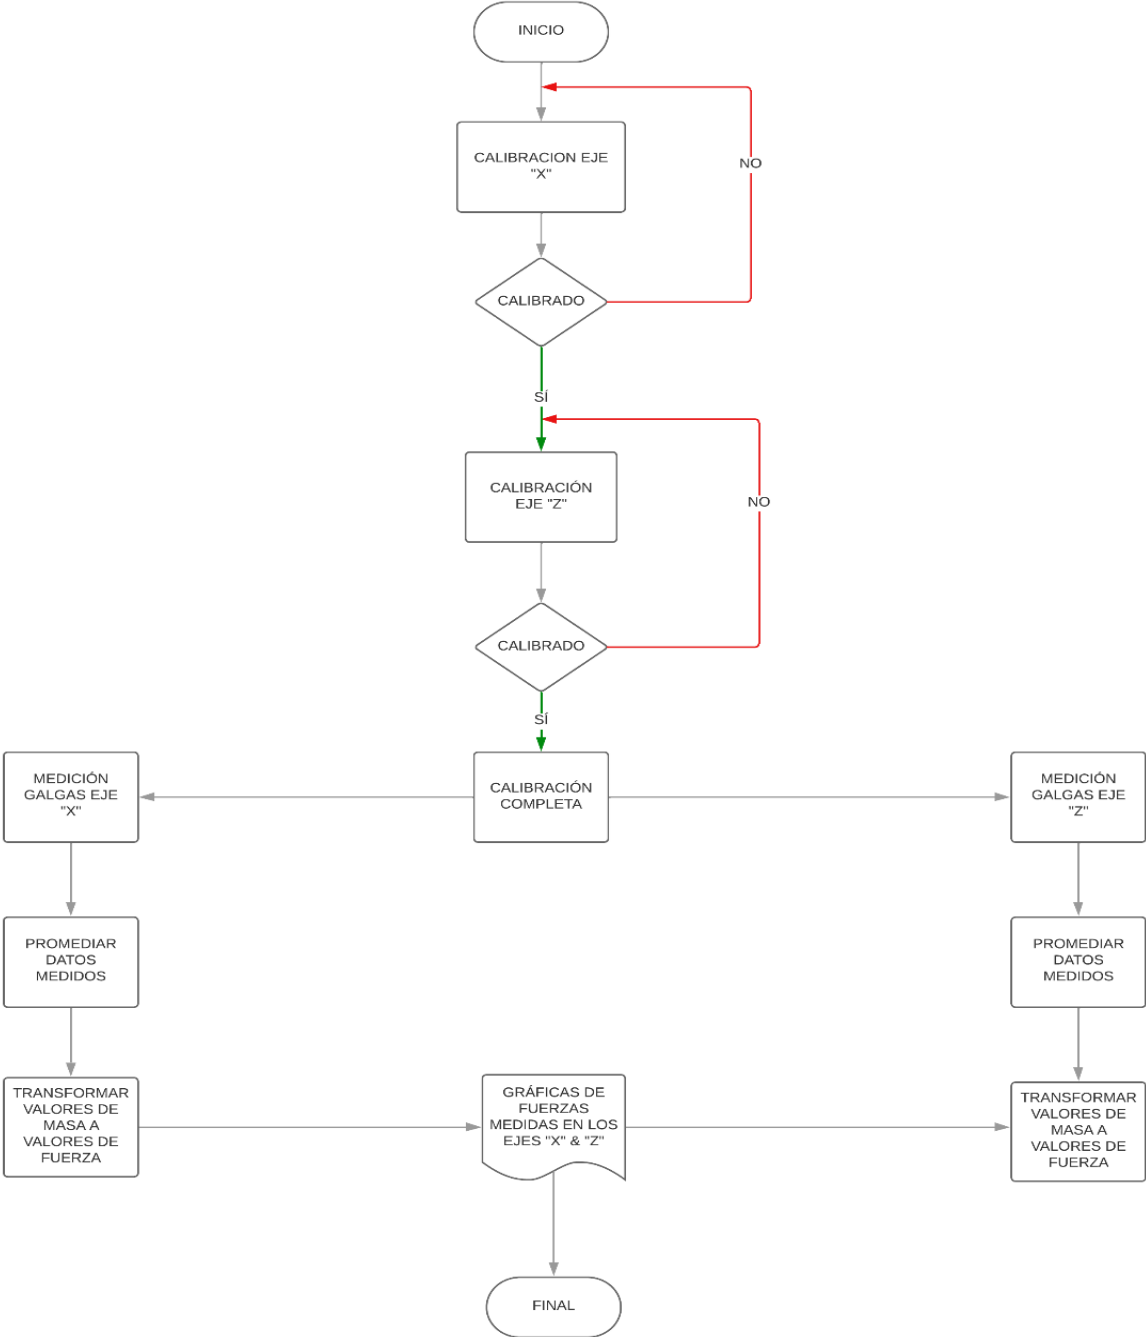 INICIO
CALIBRACION EJE
"X"
NO
CALIBRADO
SÍ
CALIBRACIÓN
EJE "Z"
NO
CALIBRADO
SÍ
MEDICIÓN
GALGAS EJE
"X"
CALIBRACIÓN
COMPLETA
MEDICIÓN
GALGAS EJE
"Z"
PROMEDIAR
DATOS
MEDIDOS
PROMEDIAR
DATOS
MEDIDOS
TRANSFORMAR
VALORES DE
MASA A
VALORES DE
FUERZA
GRÁFICAS DE
FUERZAS
MEDIDAS EN LOS
EJES "X" & "Z"
TRANSFORMAR
VALORES DE
MASA A
VALORES DE
FUERZA
FINAL